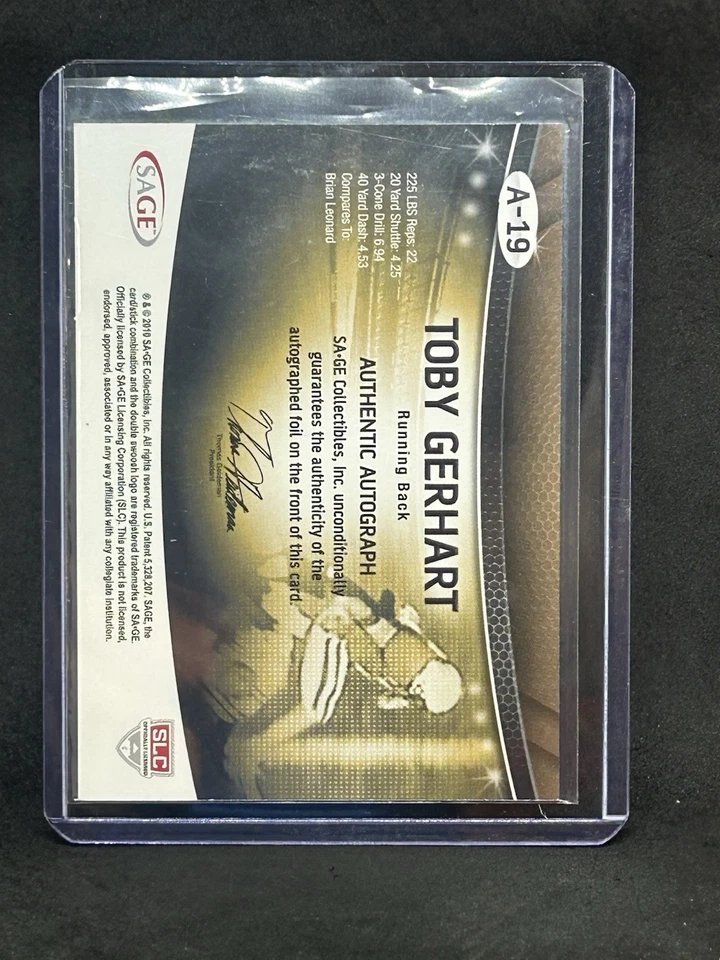 A-19
225 LBS Reps: 22
20 Yard Shuttle: 4.25
3-Cone Drill: 6.94
40 Yard Dash: 4.53
Compares To:
Brian Leonard
TOBY GERHART
Running Back
AUTHENTIC AUTOGRAPH
SA•GE Collectibles, Inc. unconditionally
guarantees the authenticity of the
autographed foil on the front of this card.
Thomas Geideman
President
SAGE
® & © 2010 SA•GE Collectibles, Inc. All rights reserved. U.S. Patent 5,328,207. SAGE, the
card/stick combination and the double swoosh logo are registered trademarks of SA•GE.
Officially licensed by SA•GE Licensing Corporation (SLC). This product is not licensed,
endorsed, approved, associated or in any way affiliated with any collegiate institution.
SLC
OFFICIALLY LICENSED